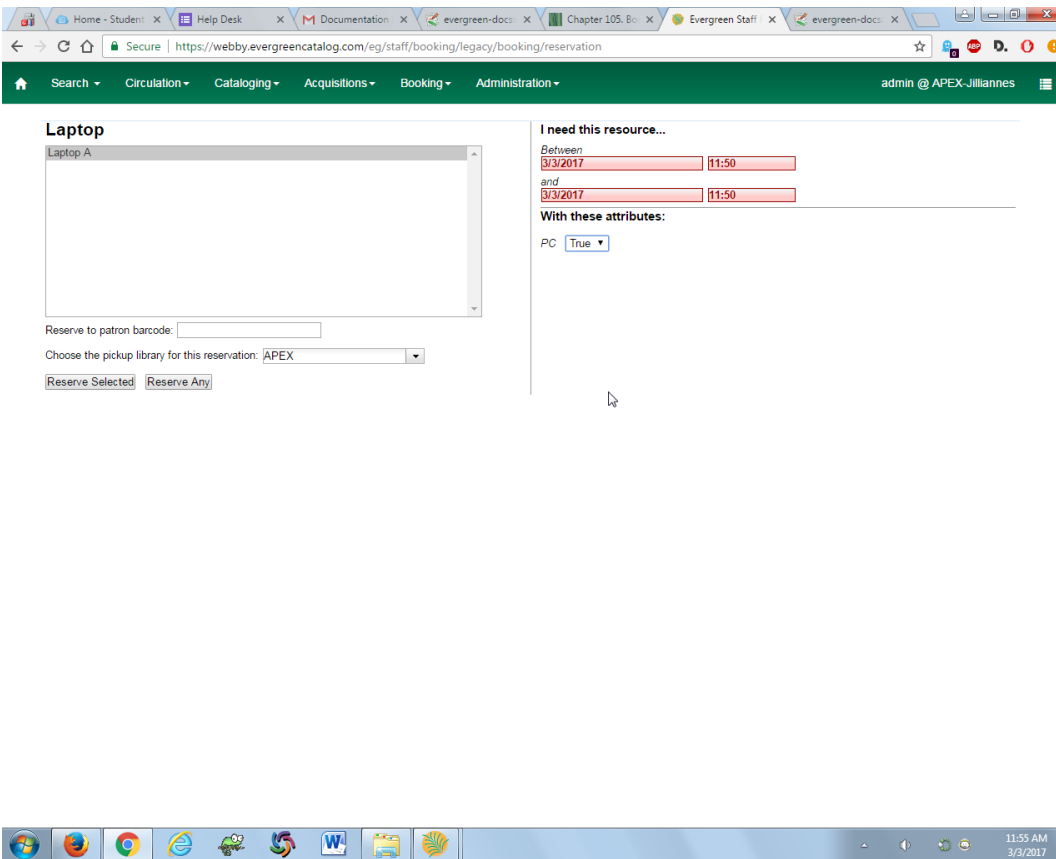 Home - Student
Help Desk
Documentation
evergreen-docs
Chapter 105. Bo
Evergreen Staff
evergreen-docs
Secure | https://webby.evergreencatalog.com/eg/staff/booking/legacy/booking/reservation
ABP
D.
0
Search
Circulation
Cataloging
Acquisitions
Booking
Administration
admin @ APEX-Jilliannes
Laptop
Laptop A
Reserve to patron barcode:
Choose the pickup library for this reservation: APEX
Reserve Selected Reserve Any
I need this resource...
Between
3/3/2017 11:50
and
3/3/2017 11:50
With these attributes:
PC True
11:55 AM
3/3/2017